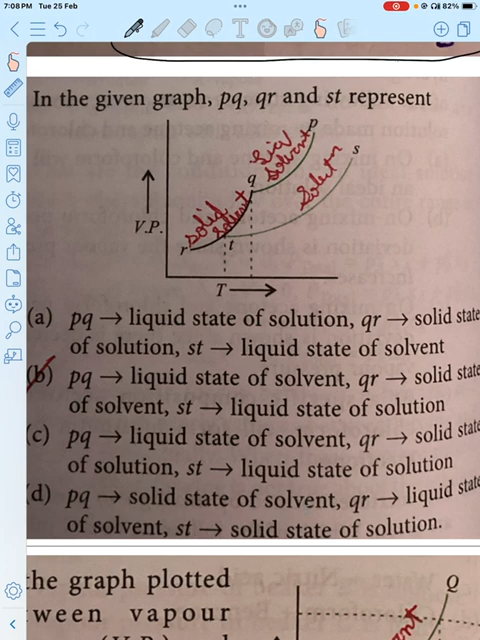 7:08 PM Tue 25 Feb
82%
In the given graph, pq, qr and st represent
p
s
liq
solvent
q
Solutn
solid
solvent
V.P.
r
t
T
(a) pq → liquid state of solution, qr → solid state
of solution, st → liquid state of solvent
(b) pq → liquid state of solvent, qr → solid state
of solvent, st → liquid state of solution
(c) pq → liquid state of solvent, qr → solid state
of solution, st → liquid state of solution
(d) pq → solid state of solvent, qr → liquid state
of solvent, st → solid state of solution.
the graph plotted
ween vapour
Q